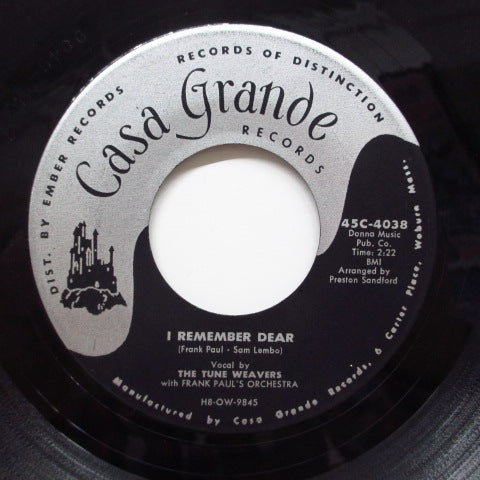 RECORDS OF DISTINCTION
DIST. BY EMBER RECORDS
Casa Grande
RECORDS
45C-4038
Donna Music
Pub. Co.
Time: 2:22
BMI
Arranged by
Preston Sandford
I REMEMBER DEAR
(Frank Paul - Sam Lembo)
Vocal by
THE TUNE WEAVERS
with FRANK PAUL'S ORCHESTRA
H8-OW-9845
Manufactured by Casa Grande Records, 6 Carter Place, Woburn Mass.